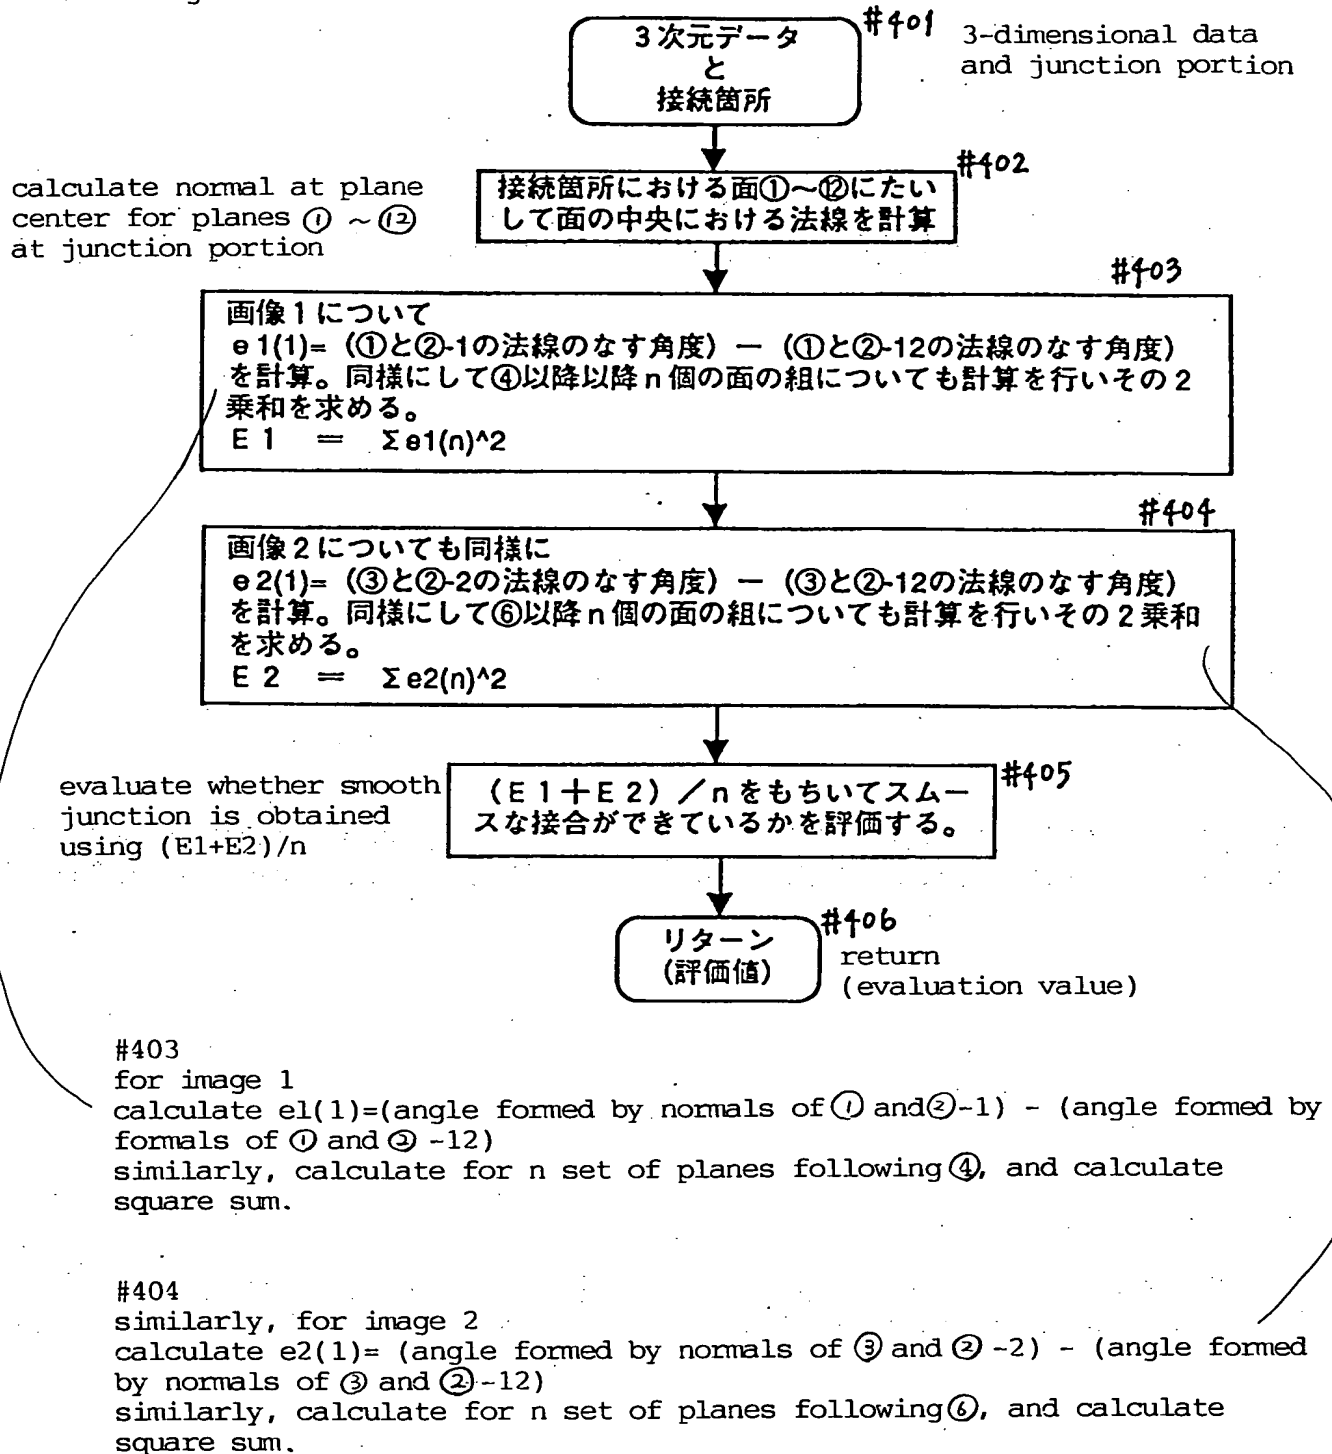 #401
3次元データ
と
接続箇所
3-dimensional data
and junction portion
#402
calculate normal at plane
center for planes ① ~⑫
at junction portion
接続箇所における面①~⑫にたい
して面の中央における法線を計算
#403
画像1について
e1(1)= (①と②-1の法線のなす角度) ー (①と②-12の法線のなす角度)
を計算。同様にして④以降以降n個の面の組についても計算を行いその2
乗和を求める。
E1 = Σe1(n)^2
#404
画像2についても同様に
e2(1)= (③と②-2の法線のなす角度) ー (③と②-12の法線のなす角度)
を計算。同様にして⑥以降n個の面の組についても計算を行いその2乗和
を求める。
E2 = Σe2(n)^2
#405
evaluate whether smooth
junction is obtained
using (E1+E2)/n
(E1+E2)/nをもちいてスムー
スな接合ができているかを評価する。
#406
リターン
(評価値)
return
(evaluation value)
#403
for image 1
calculate e1(1)=(angle formed by normals of ① and②-1) - (angle formed by
formals of ① and ② -12)
similarly, calculate for n set of planes following④, and calculate
square sum.
#404
similarly, for image 2
calculate e2(1)= (angle formed by normals of ③ and ② -2) - (angle formed
by normals of ③ and ②-12)
similarly, calculate for n set of planes following⑥, and calculate
square sum.